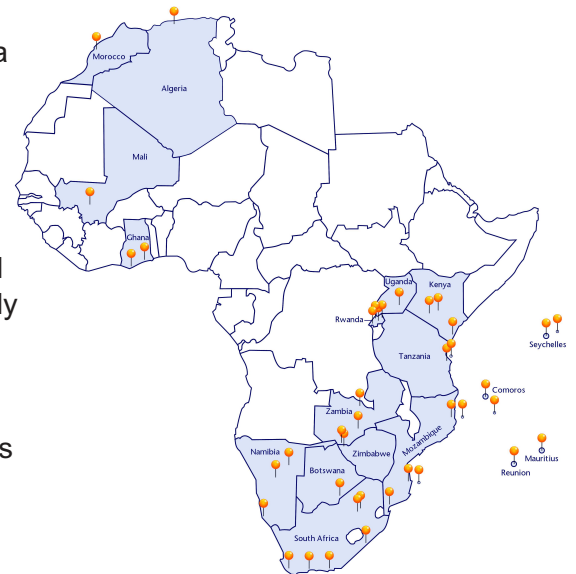 a
Morocco
Algeria
Mali
Ghana
l
ly
Uganda
Kenya
Rwanda
Seychelles
Tanzania
Comoros
Zambia
Mozambique
s
Namibia
Zimbabwe
Mauritius
Botswana
Reunion
South Africa